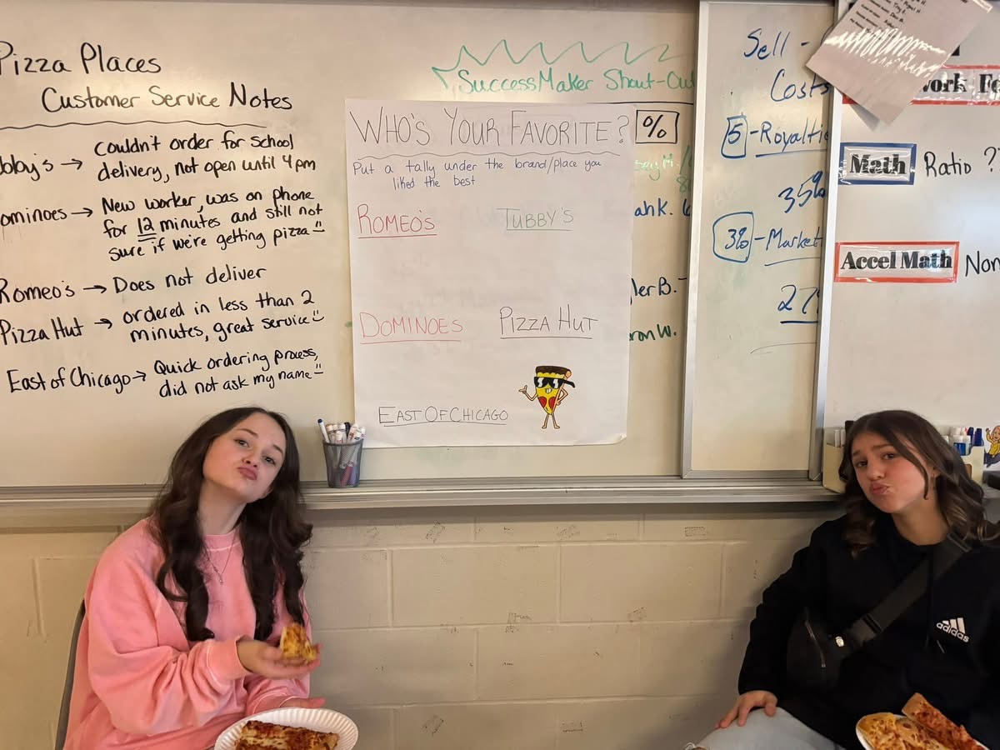 Pizza Places
Customer Service Notes
couldn't order for school
delivery, not open until 4pm
ominoes → New worker, was on phone
for 12 minutes and still not
sure if we're getting pizza
Romeo's → Does not deliver
Pizza Hut → ordered in less than 2
minutes, great service
East of Chicago → Quick ordering process,
did not ask my name
SuccessMaker Shout-Out
WHO'S YOUR FAVORITE?
Put a tally under the brand/place you
liked the best
ROMEO'S
TUBBY'S
DOMINOES
PIZZA HUT
EAST OF CHICAGO
%
ey M
ah K. 6
ler B.
ron W.
Sell -
Costs
5 - Royaltie
35%
3% - Market
27%
ork Fo
Math Ratio ?
Accel Math Non
adidas